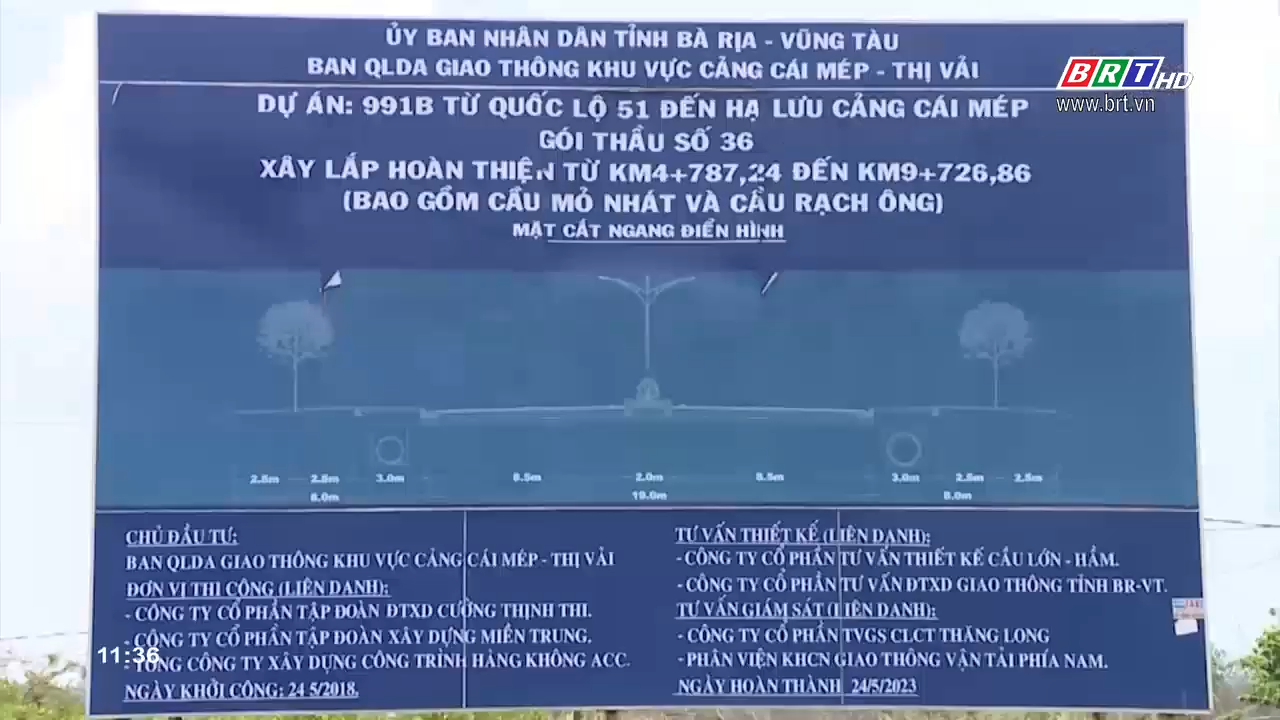 ỦY BAN NHÂN DÂN TỈNH BÀ RỊA - VŨNG TÀU
BAN QLDA GIAO THÔNG KHU VỰC CẢNG CÁI MÉP - THỊ VẢI
BRT HD
www.brt.vn
DỰ ÁN: 991B TỪ QUỐC LỘ 51 ĐẾN HẠ LƯU CẢNG CÁI MÉP
GÓI THẦU SỐ 36
XÂY LẮP HOÀN THIỆN TỪ KM4+787,24 ĐẾN KM9+726,86
(BAO GỒM CẦU MỎ NHÁT VÀ CẦU RẠCH ÔNG)
MẶT CẮT NGANG ĐIỂN HÌNH
2.5m 2.5m 3.0m 8.5m 2.0m 8.5m 3.0m 2.5m 2.5m
8.0m 19.0m 8.0m
CHỦ ĐẦU TƯ:
BAN QLDA GIAO THÔNG KHU VỰC CẢNG CÁI MÉP - THỊ VẢI
ĐƠN VỊ THI CÔNG (LIÊN DANH):
- CÔNG TY CỔ PHẦN TẬP ĐOÀN ĐTXD CƯỜNG THỊNH THI.
- CÔNG TY CỔ PHẦN TẬP ĐOÀN XÂY DỰNG MIỀN TRUNG.
- TỔNG CÔNG TY XÂY DỰNG CÔNG TRÌNH HÀNG KHÔNG ACC.
NGÀY KHỞI CÔNG: 24 5/2018.
TƯ VẤN THIẾT KẾ (LIÊN DANH):
- CÔNG TY CỔ PHẦN TƯ VẤN THIẾT KẾ CẦU LỚN - HẦM.
- CÔNG TY CỔ PHẦN TƯ VẤN ĐTXD GIAO THÔNG TỈNH BR-VT.
TƯ VẤN GIÁM SÁT (LIÊN DANH):
- CÔNG TY CỔ PHẦN TVGS CLCT THĂNG LONG
- PHÂN VIỆN KHCN GIAO THÔNG VẬN TẢI PHÍA NAM.
NGÀY HOÀN THÀNH 24/5/2023
11:36